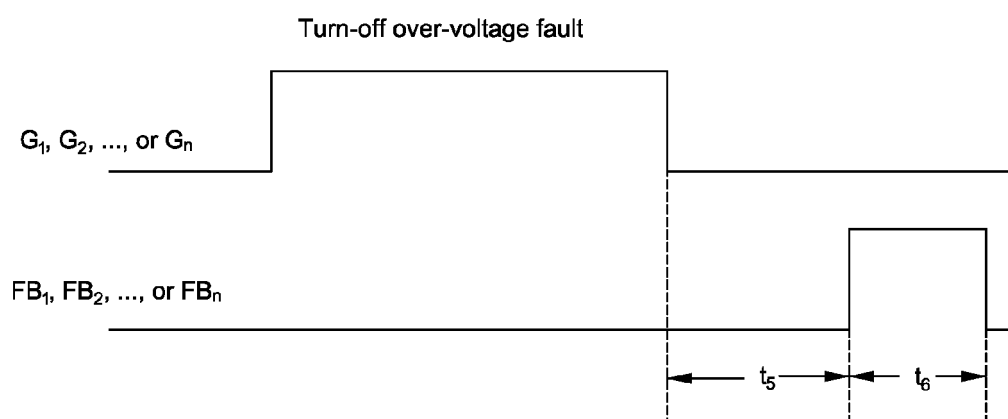 Turn-off over-voltage fault
G₁, G₂, ..., or Gₙ
FB₁, FB₂, ..., or FBₙ
t₅
t₆